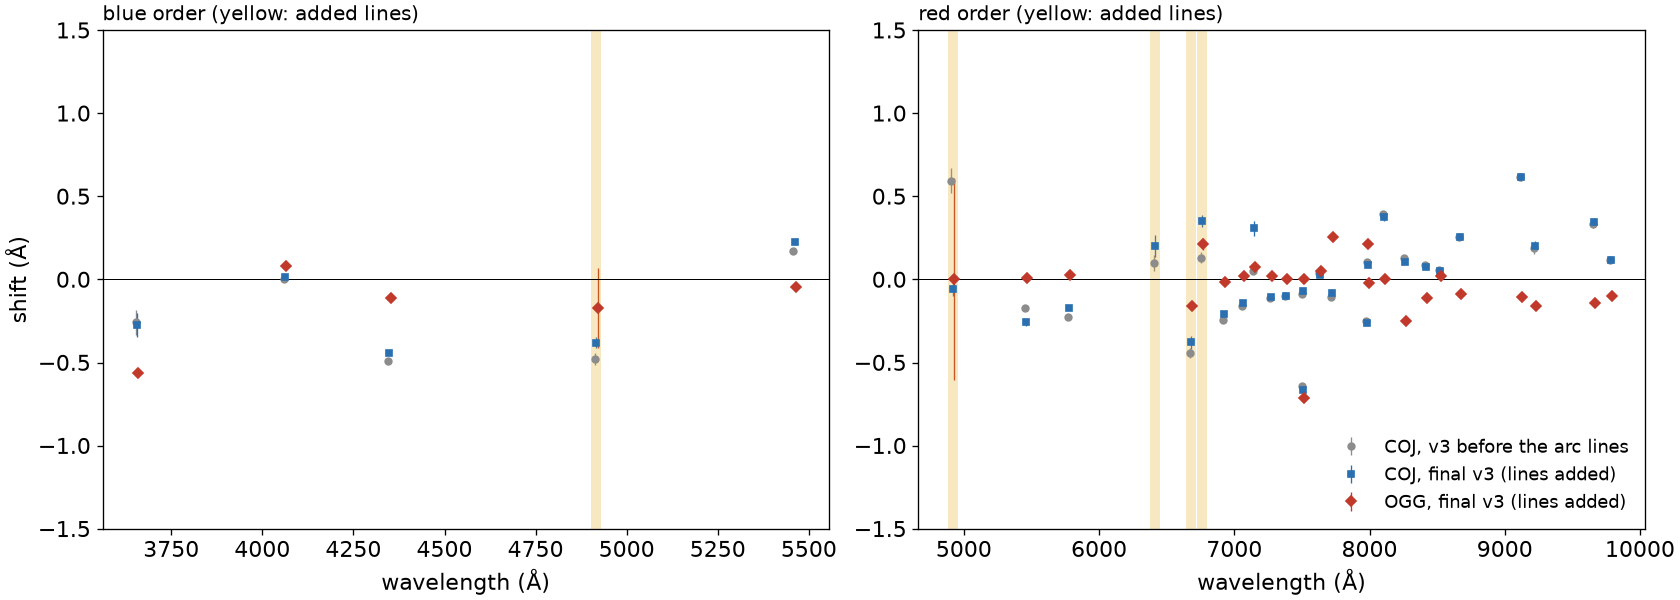 blue order (yellow: added lines)
red order (yellow: added lines)
shift (Å)
1.5
1.0
0.5
0.0
−0.5
−1.0
−1.5
3750 4000 4250 4500 4750 5000 5250 5500
wavelength (Å)
1.5
1.0
0.5
0.0
−0.5
−1.0
−1.5
COJ, v3 before the arc lines
COJ, final v3 (lines added)
OGG, final v3 (lines added)
5000 6000 7000 8000 9000 10000
wavelength (Å)